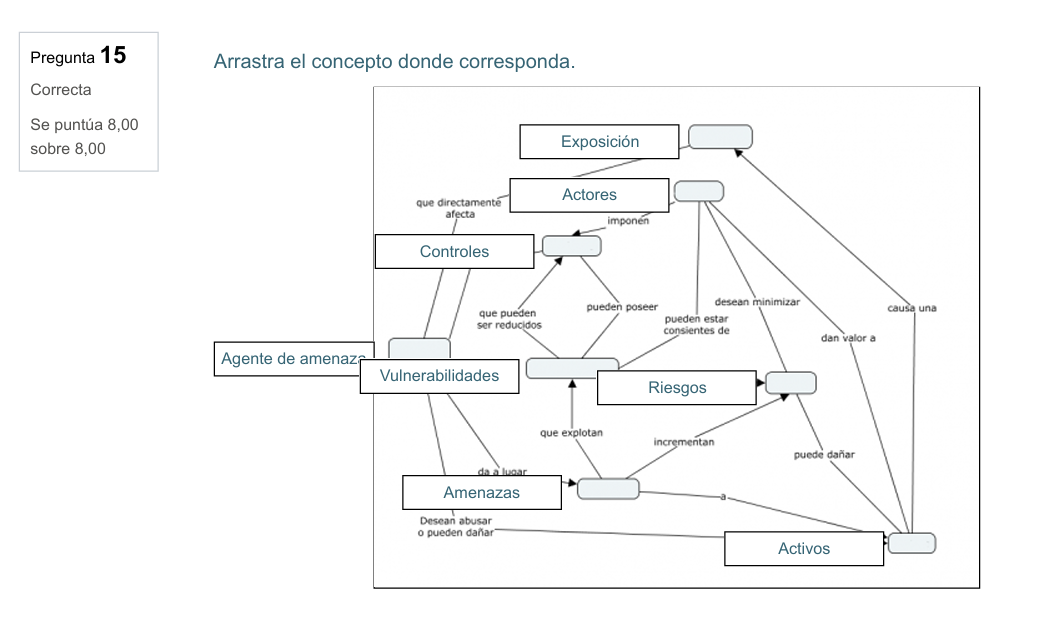 Pregunta 15
Correcta
Se puntúa 8,00
sobre 8,00
Arrastra el concepto donde corresponda.
Exposición
Actores
que directamente
afecta
imponen
Controles
que pueden
ser reducidos
pueden poseer
pueden estar
consientes de
desean minimizar
causa una
dan valor a
Agente de amenaza
Vulnerabilidades
Riesgos
que explotan
incrementan
puede dañar
da a lugar
Amenazas
a
Desean abusar
o pueden dañar
Activos